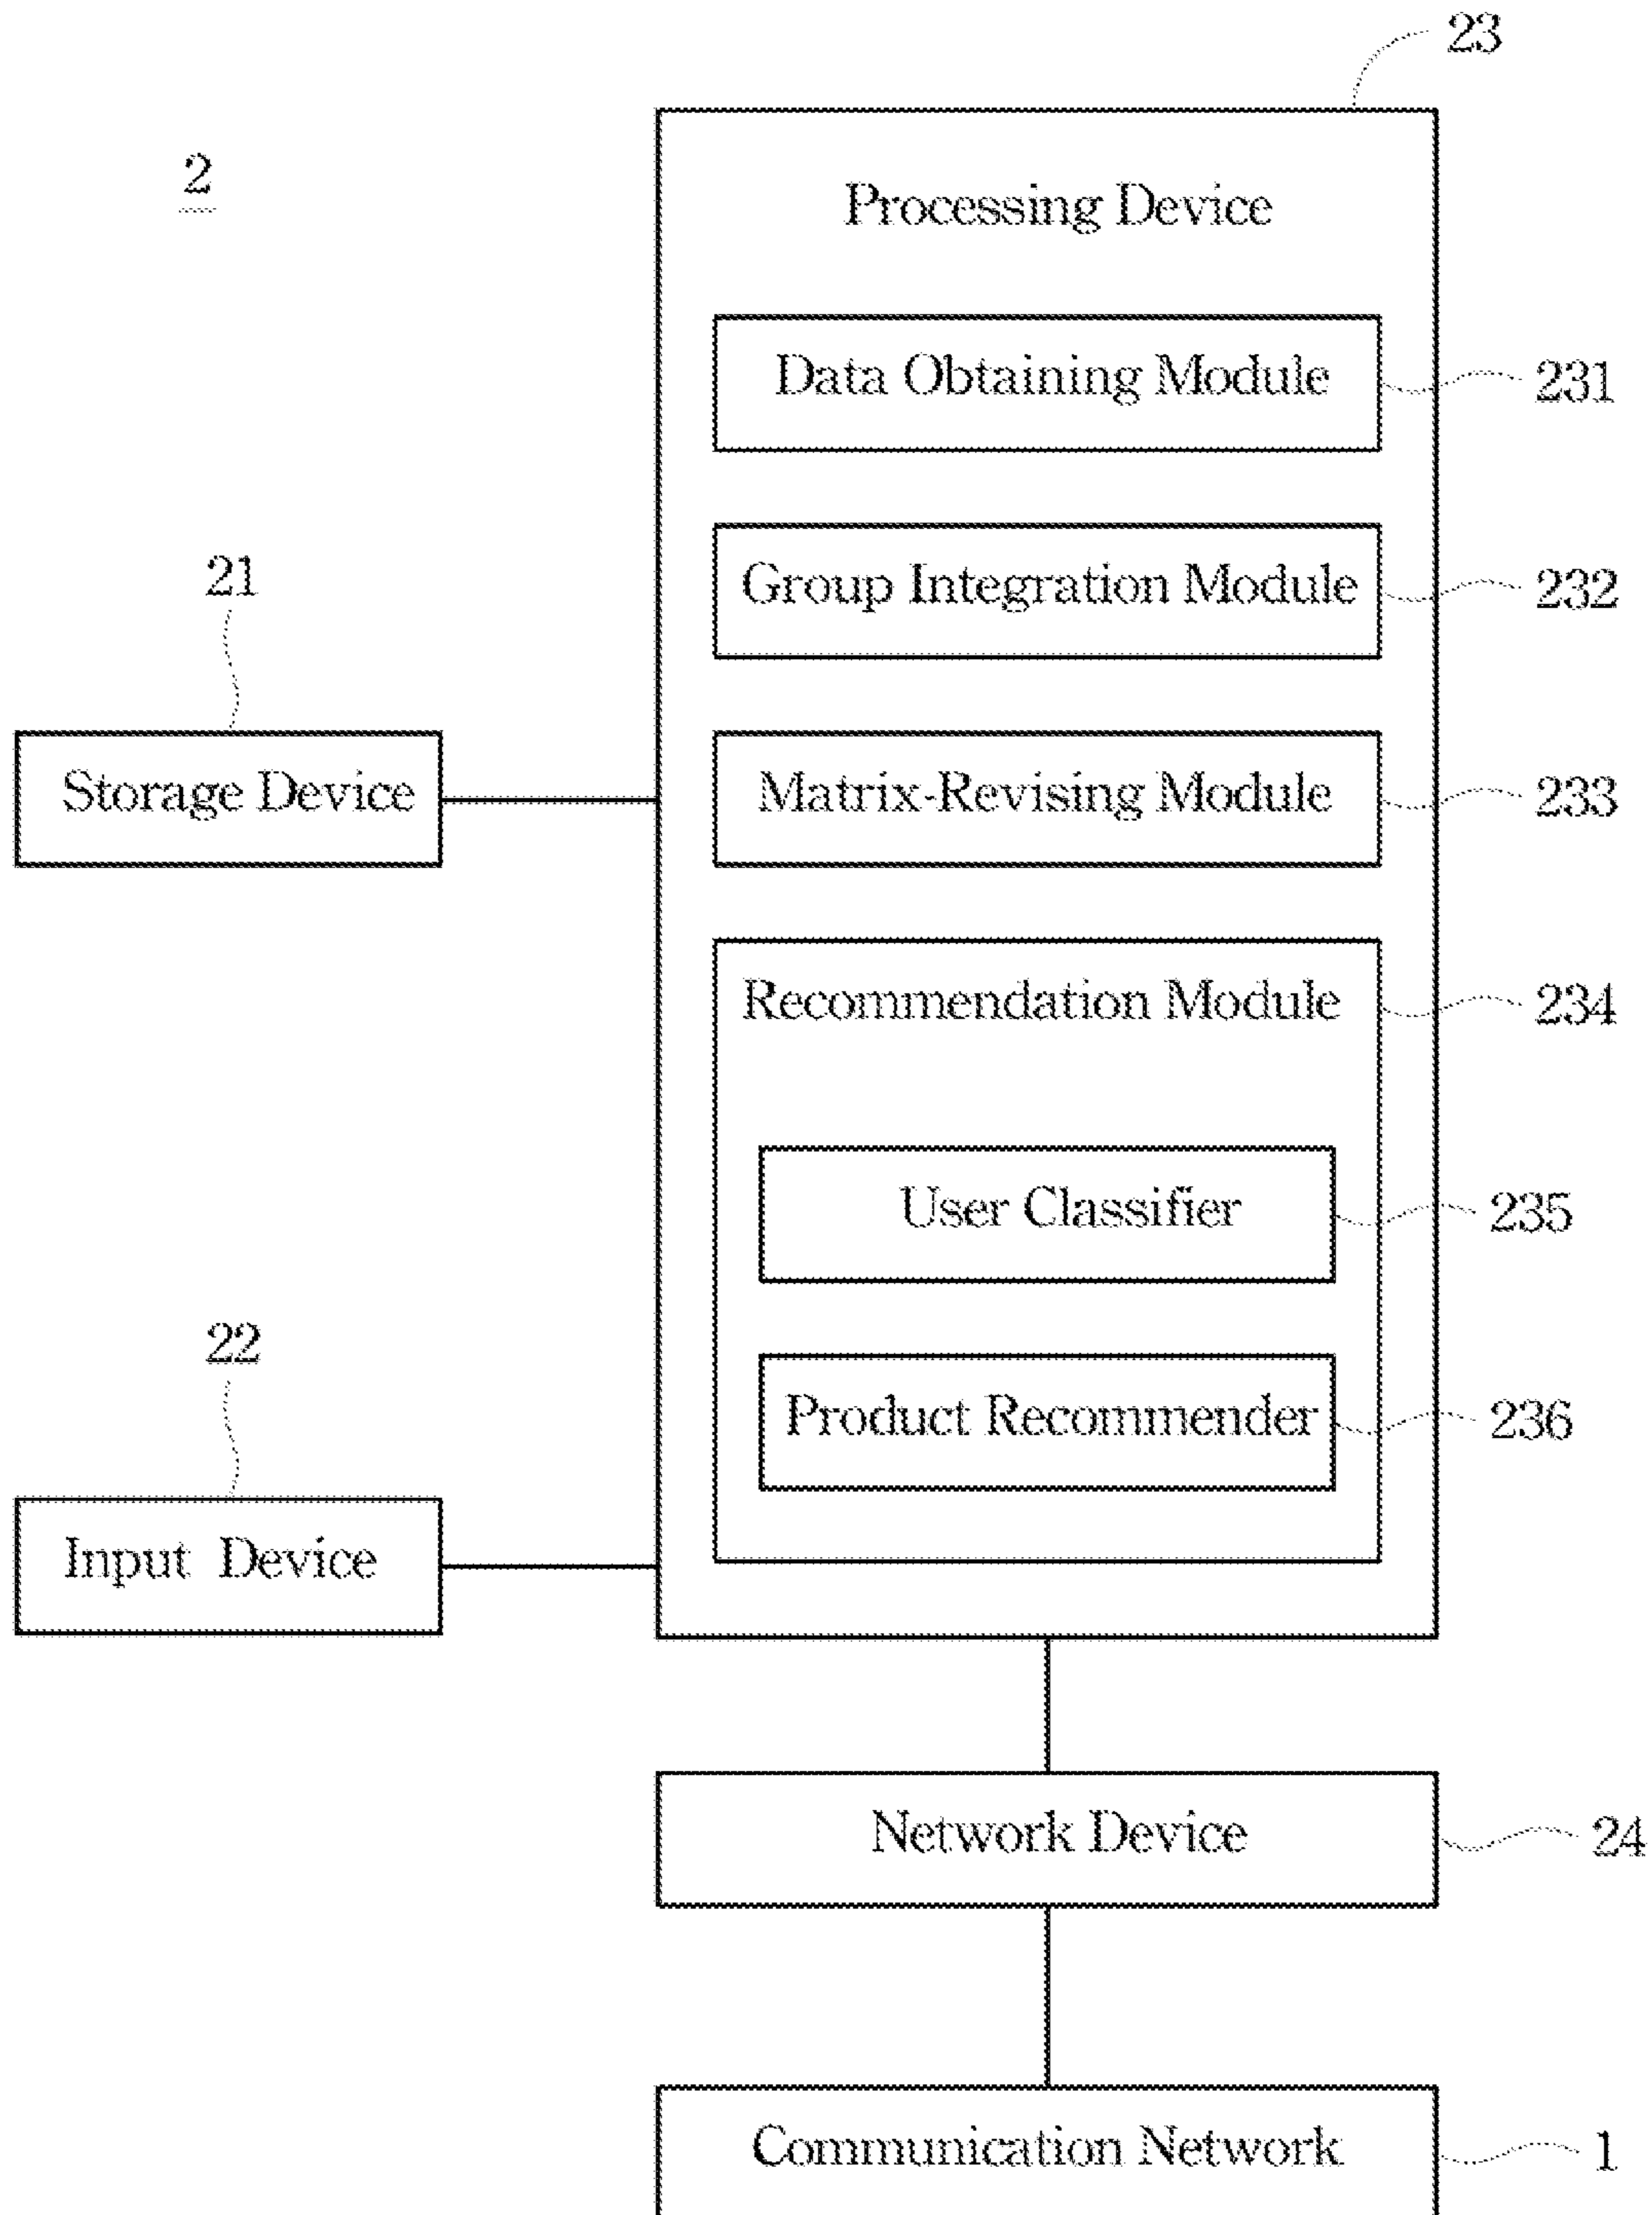 23
2
Processing Device
Data Obtaining Module
231
Group Integration Module
232
21
Storage Device
Matrix-Revising Module
233
Recommendation Module
234
User Classifier
235
22
Product Recommender
236
Input Device
Network Device
24
Communication Network
1